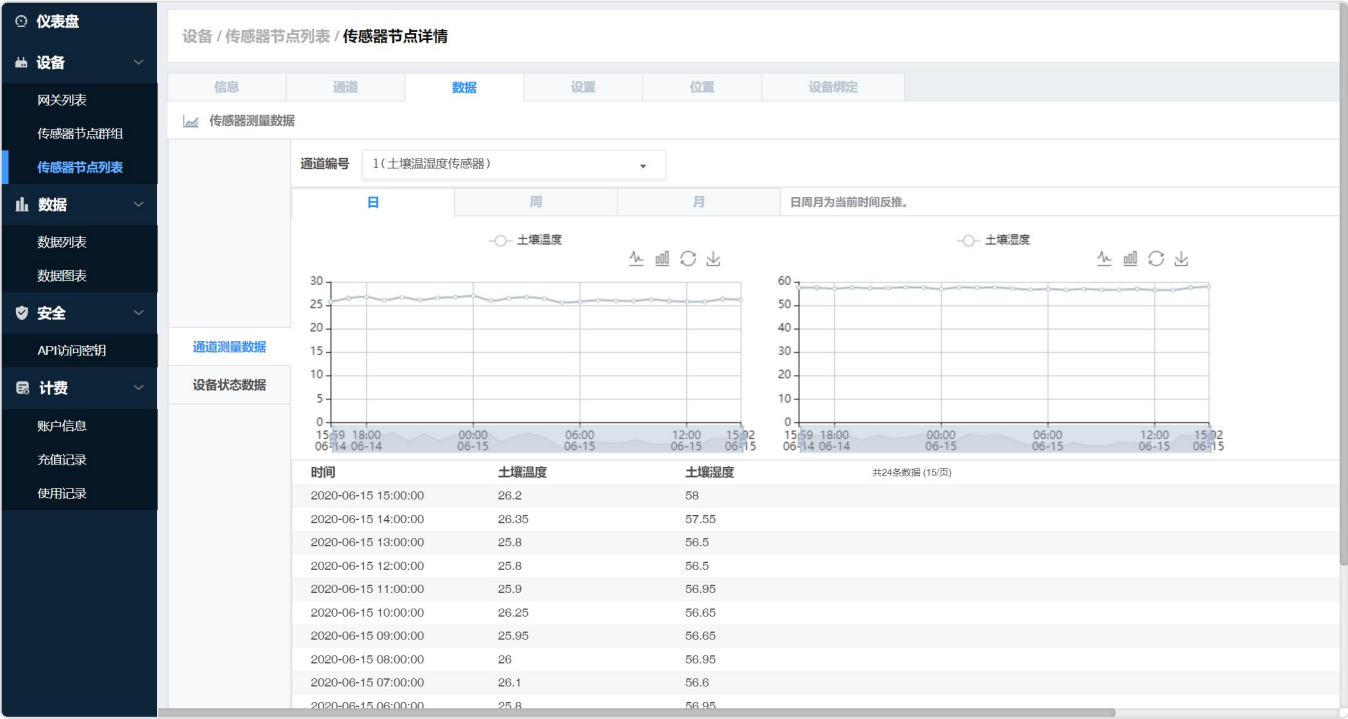 仪表盘
设备
网关列表
传感器节点群组
传感器节点列表
数据
数据列表
数据图表
安全
API访问密钥
计费
账户信息
充值记录
使用记录
设备 / 传感器节点列表 / 传感器节点详情
信息 通道 数据 设置 位置 设备绑定
传感器测量数据
通道测量数据
设备状态数据
通道编号 1(土壤温湿度传感器)
日 周 月 日周月为当前时间反推。
土壤温度
30
25
20
15
10
5
0
15:59 18:00 00:00 06:00 12:00 15:02
06-14 06-14 06-15 06-15 06-15 06-15
土壤湿度
60
50
40
30
20
10
0
15:59 18:00 00:00 06:00 12:00 15:02
06-14 06-14 06-15 06-15 06-15 06-15
时间 土壤温度 土壤湿度 共24条数据 (15/页)
2020-06-15 15:00:00 26.2 58
2020-06-15 14:00:00 26.35 57.55
2020-06-15 13:00:00 25.8 56.5
2020-06-15 12:00:00 25.8 56.5
2020-06-15 11:00:00 25.9 56.95
2020-06-15 10:00:00 26.25 56.65
2020-06-15 09:00:00 25.95 56.65
2020-06-15 08:00:00 26 56.95
2020-06-15 07:00:00 26.1 56.6
2020-06-15 06:00:00 25.8 56.95